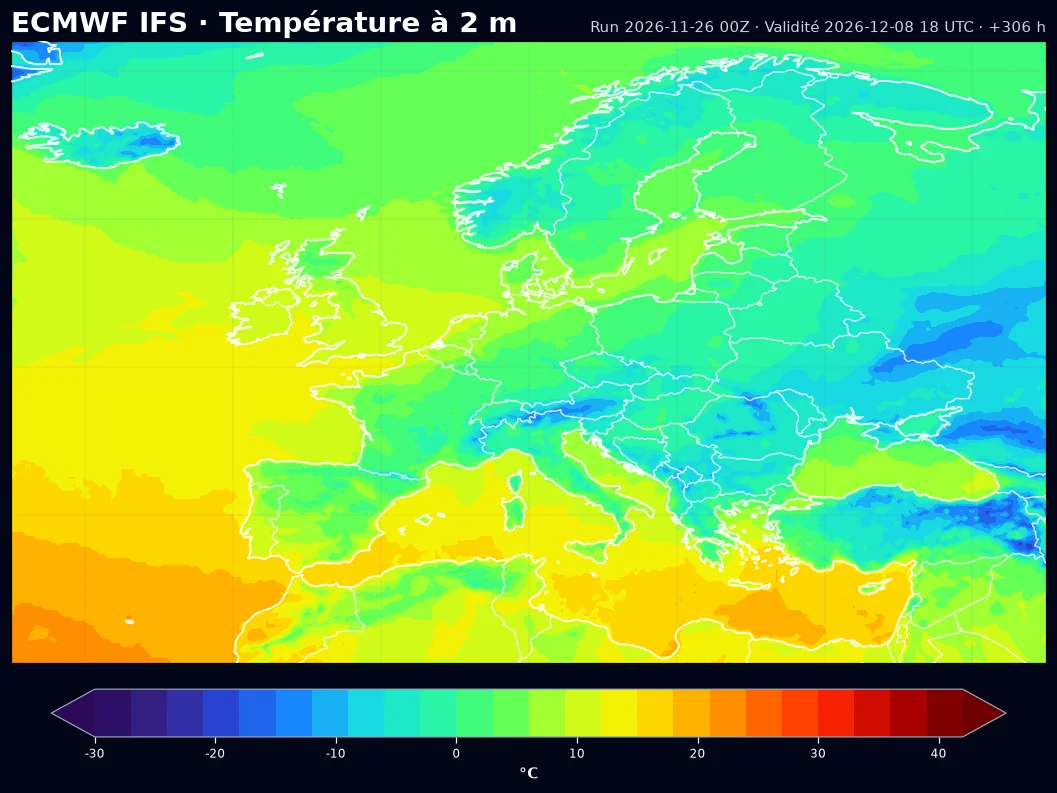 ECMWF IFS · Température à 2 m
Run 2026-11-26 00Z · Validité 2026-12-08 18 UTC · +306 h
-30 -20 -10 0 10 20 30 40
°C